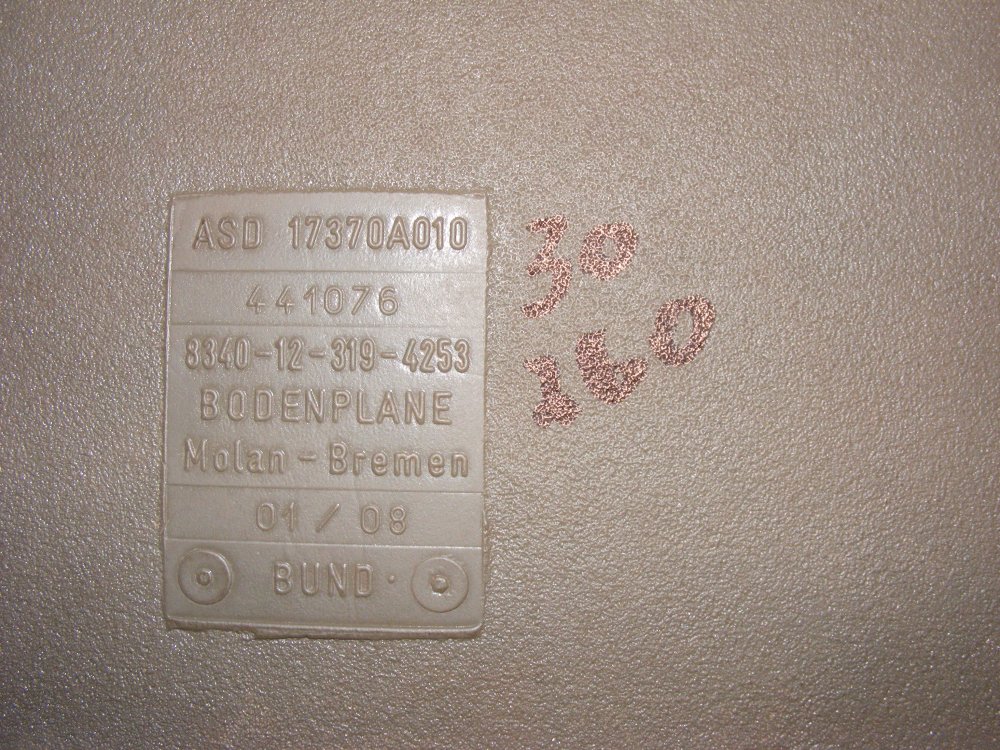 ASD 17370A010
441076
8340-12-319-4253
BODENPLANE
Molan - Bremen
01 / 08
BUND ·
30
160